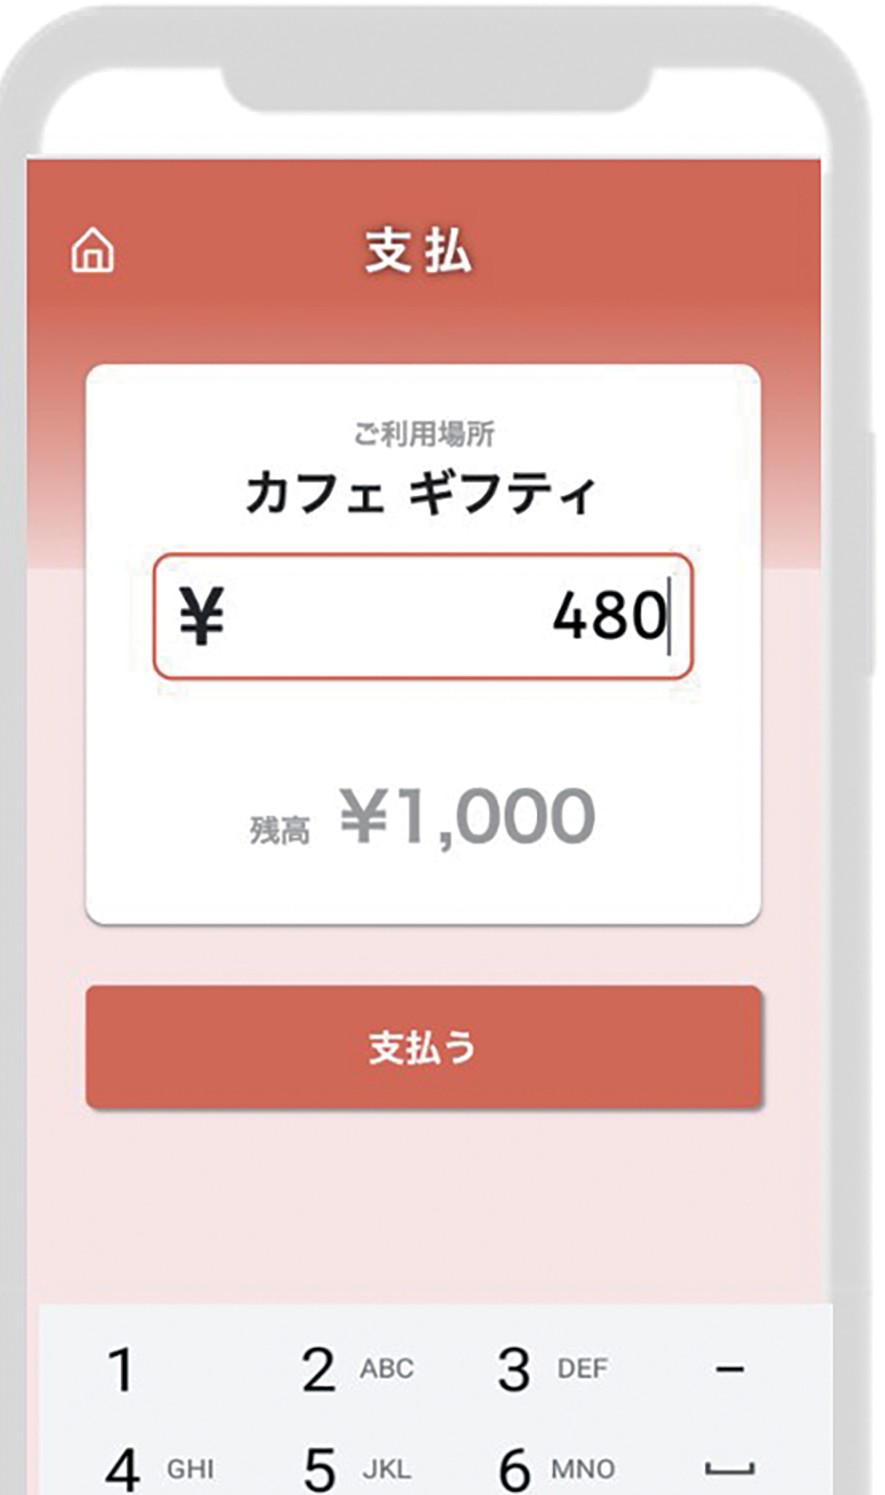 支払
ご利用場所
カフェ ギフティ
¥ 480
残高 ¥1,000
支払う
1 2 ABC 3 DEF −
4 GHI 5 JKL 6 MNO ⎵